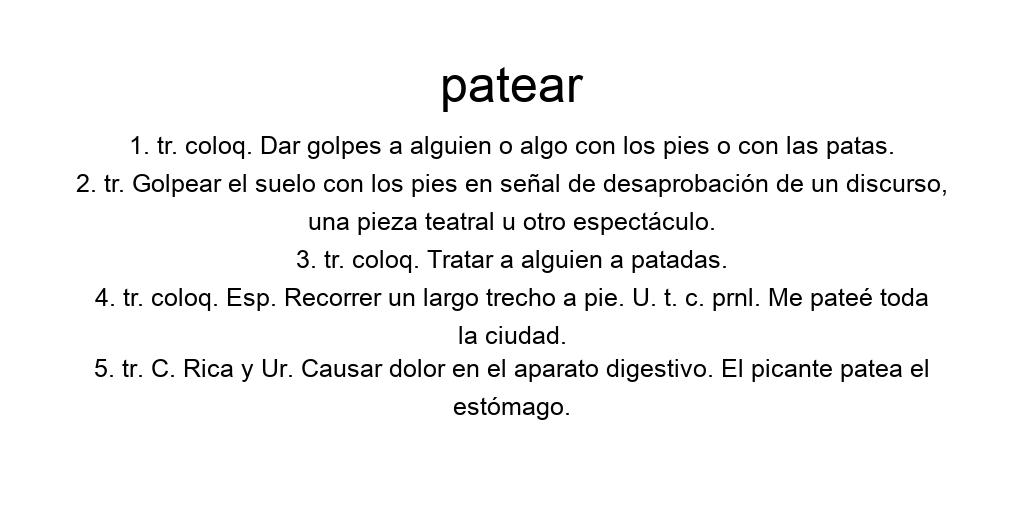 patear
1. tr. coloq. Dar golpes a alguien o algo con los pies o con las patas.
2. tr. Golpear el suelo con los pies en señal de desaprobación de un discurso,
una pieza teatral u otro espectáculo.
3. tr. coloq. Tratar a alguien a patadas.
4. tr. coloq. Esp. Recorrer un largo trecho a pie. U. t. c. prnl. Me pateé toda
la ciudad.
5. tr. C. Rica y Ur. Causar dolor en el aparato digestivo. El picante patea el
estómago.